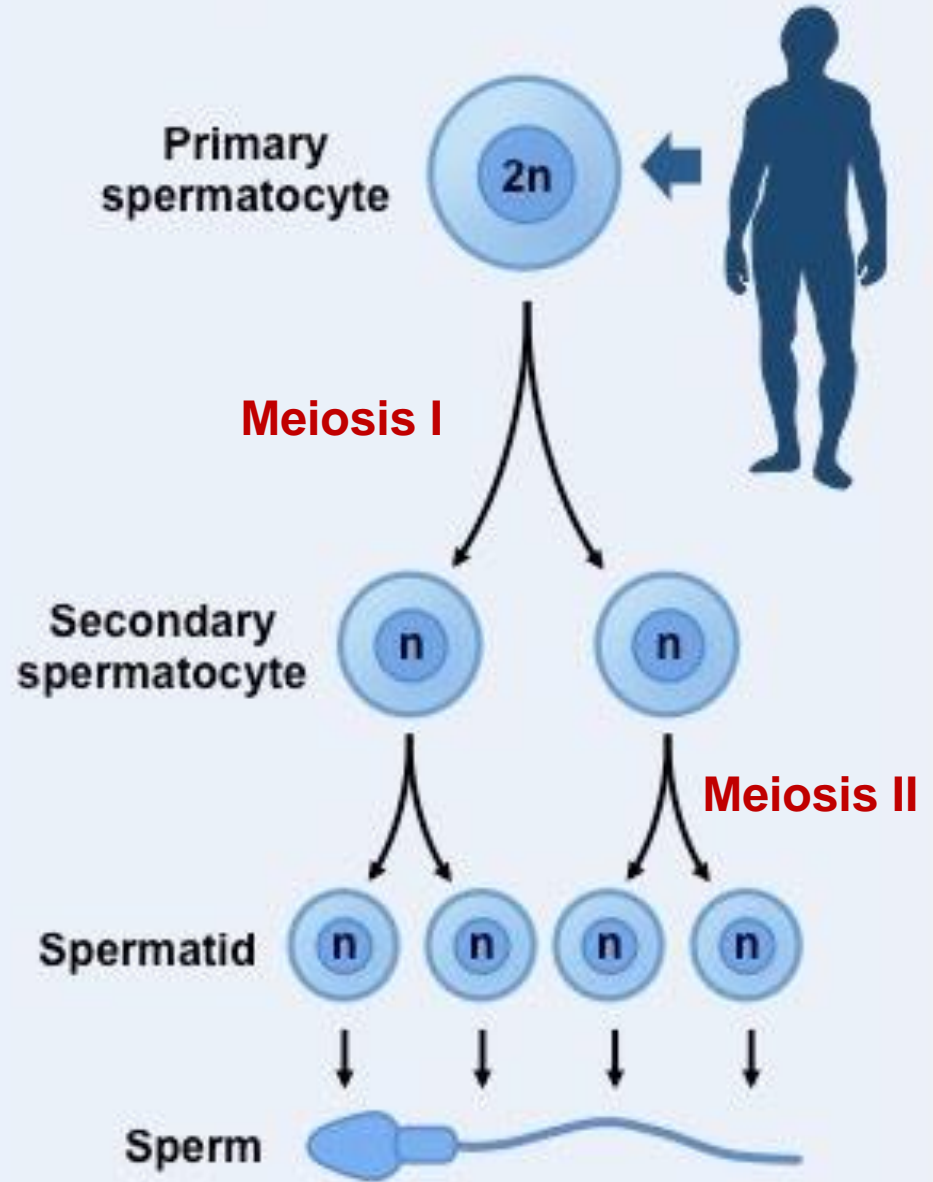 Primary
spermatocyte
2n
Meiosis I
Secondary
spermatocyte
n n
Meiosis II
Spermatid
n n n n
Sperm